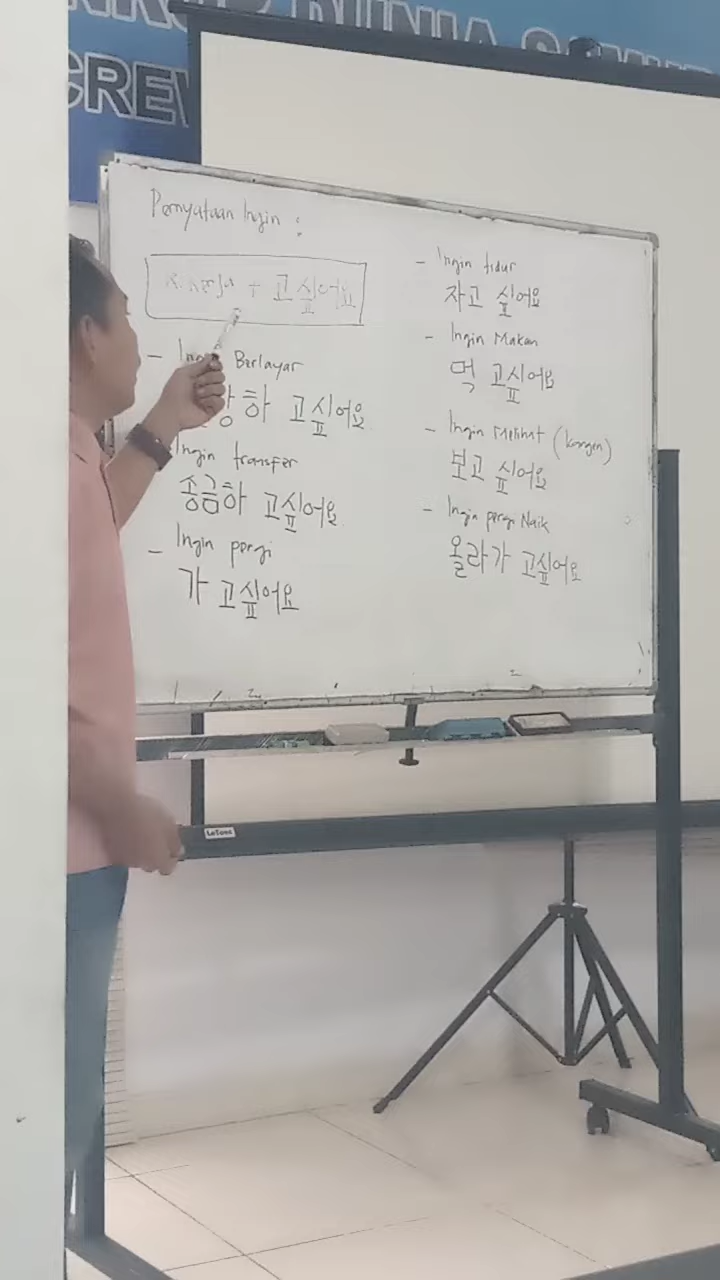 DUNIA
CREW
Pernyataan Ingin :
K. Kerja + 고 싶어요
- Berlayar
하 고싶어요
Ingin transfer
송금하 고싶어요
- Ingin pergi
가 고싶어요
- Ingin tidur
자고 싶어요
- Ingin Makan
먹 고싶어요
- Ingin Melihat (kangen)
보고 싶어요
- Ingin pergi Naik
올라가 고싶어요